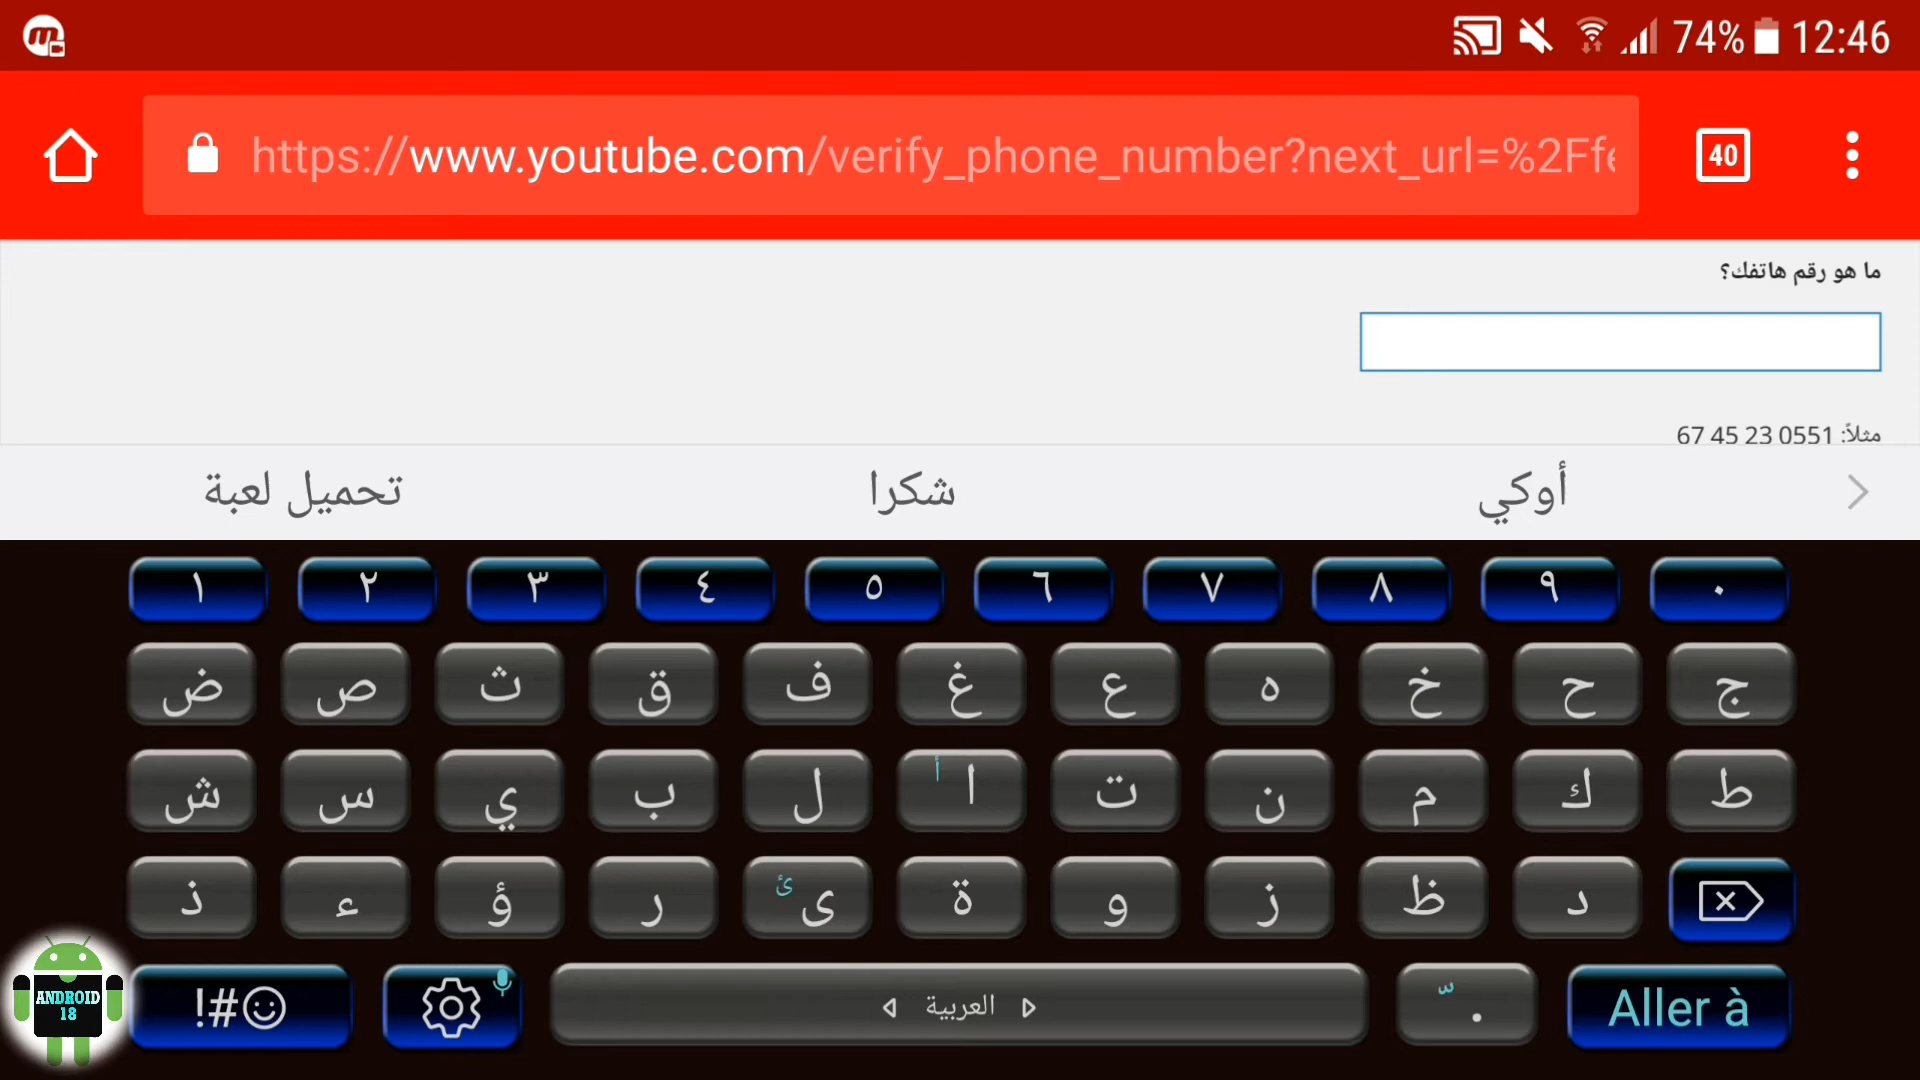 74% 12:46
https://www.youtube.com/verify_phone_number?next_url=%2Ffe
40
ما هو رقم هاتفك؟
مثلاً: 0551 23 45 67
تحميل لعبة شكرا أوكي
١ ٢ ٣ ٤ ٥ ٦ ٧ ٨ ٩ ٠
ض ص ث ق ف غ ع ه خ ح ج
ش س ي ب ل ا أ ت ن م ك ط
ذ ء ؤ ر ى ئ ة و ز ظ د
!# العربية . Aller à
ANDROID
18